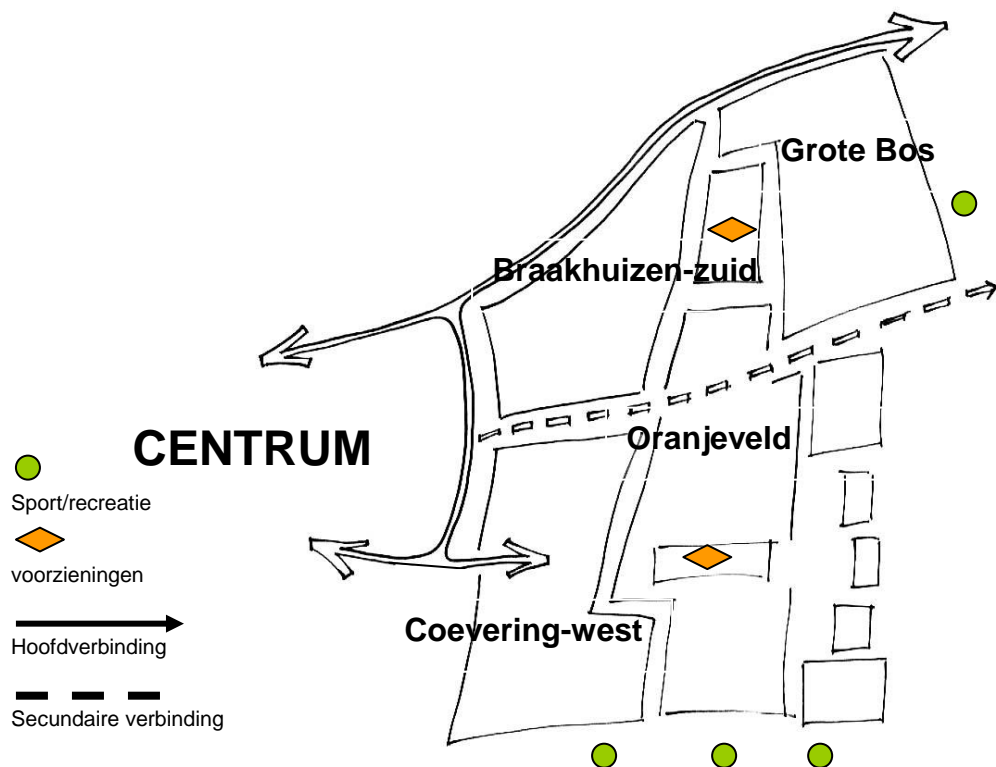 Grote Bos
Braakhuizen-zuid
CENTRUM
Oranjeveld
Sport/recreatie
voorzieningen
Coevering-west
Hoofdverbinding
Secundaire verbinding